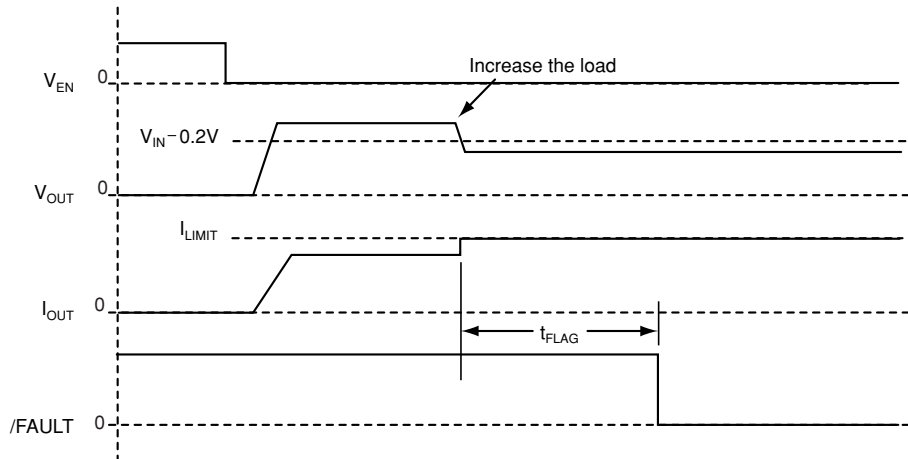 Increase the load
V_EN 0
V_IN−0.2V
V_OUT 0
I_LIMIT
I_OUT 0
t_FLAG
/FAULT 0